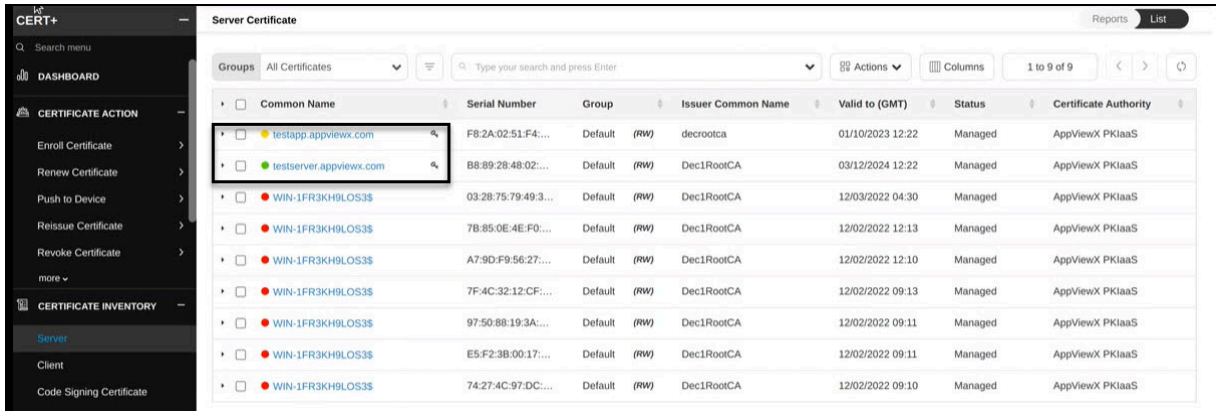 CERT+ −
Search menu
DASHBOARD
CERTIFICATE ACTION −
Enroll Certificate
Renew Certificate
Push to Device
Reissue Certificate
Revoke Certificate
more
CERTIFICATE INVENTORY −
Server
Client
Code Signing Certificate
Server Certificate
Reports List
Groups All Certificates Type your search and press Enter Actions Columns 1 to 9 of 9
Common Name Serial Number Group Issuer Common Name Valid to (GMT) Status Certificate Authority
testapp.appviewx.com F8:2A:02:51:F4:... Default (RW) decrootca 01/10/2023 12:22 Managed AppViewX PKIaaS
testserver.appviewx.com B8:89:28:48:02:... Default (RW) Dec1RootCA 03/12/2024 12:22 Managed AppViewX PKIaaS
WIN-1FR3KH9LOS3$ 03:28:75:79:49:3... Default (RW) Dec1RootCA 12/03/2022 04:30 Managed AppViewX PKIaaS
WIN-1FR3KH9LOS3$ 7B:85:0E:4E:F0:... Default (RW) Dec1RootCA 12/02/2022 12:13 Managed AppViewX PKIaaS
WIN-1FR3KH9LOS3$ A7:9D:F9:56:27:... Default (RW) Dec1RootCA 12/02/2022 12:10 Managed AppViewX PKIaaS
WIN-1FR3KH9LOS3$ 7F:4C:32:12:CF:... Default (RW) Dec1RootCA 12/02/2022 09:13 Managed AppViewX PKIaaS
WIN-1FR3KH9LOS3$ 97:50:88:19:3A:... Default (RW) Dec1RootCA 12/02/2022 09:11 Managed AppViewX PKIaaS
WIN-1FR3KH9LOS3$ E5:F2:3B:00:17:... Default (RW) Dec1RootCA 12/02/2022 09:11 Managed AppViewX PKIaaS
WIN-1FR3KH9LOS3$ 74:27:4C:97:DC:... Default (RW) Dec1RootCA 12/02/2022 09:10 Managed AppViewX PKIaaS